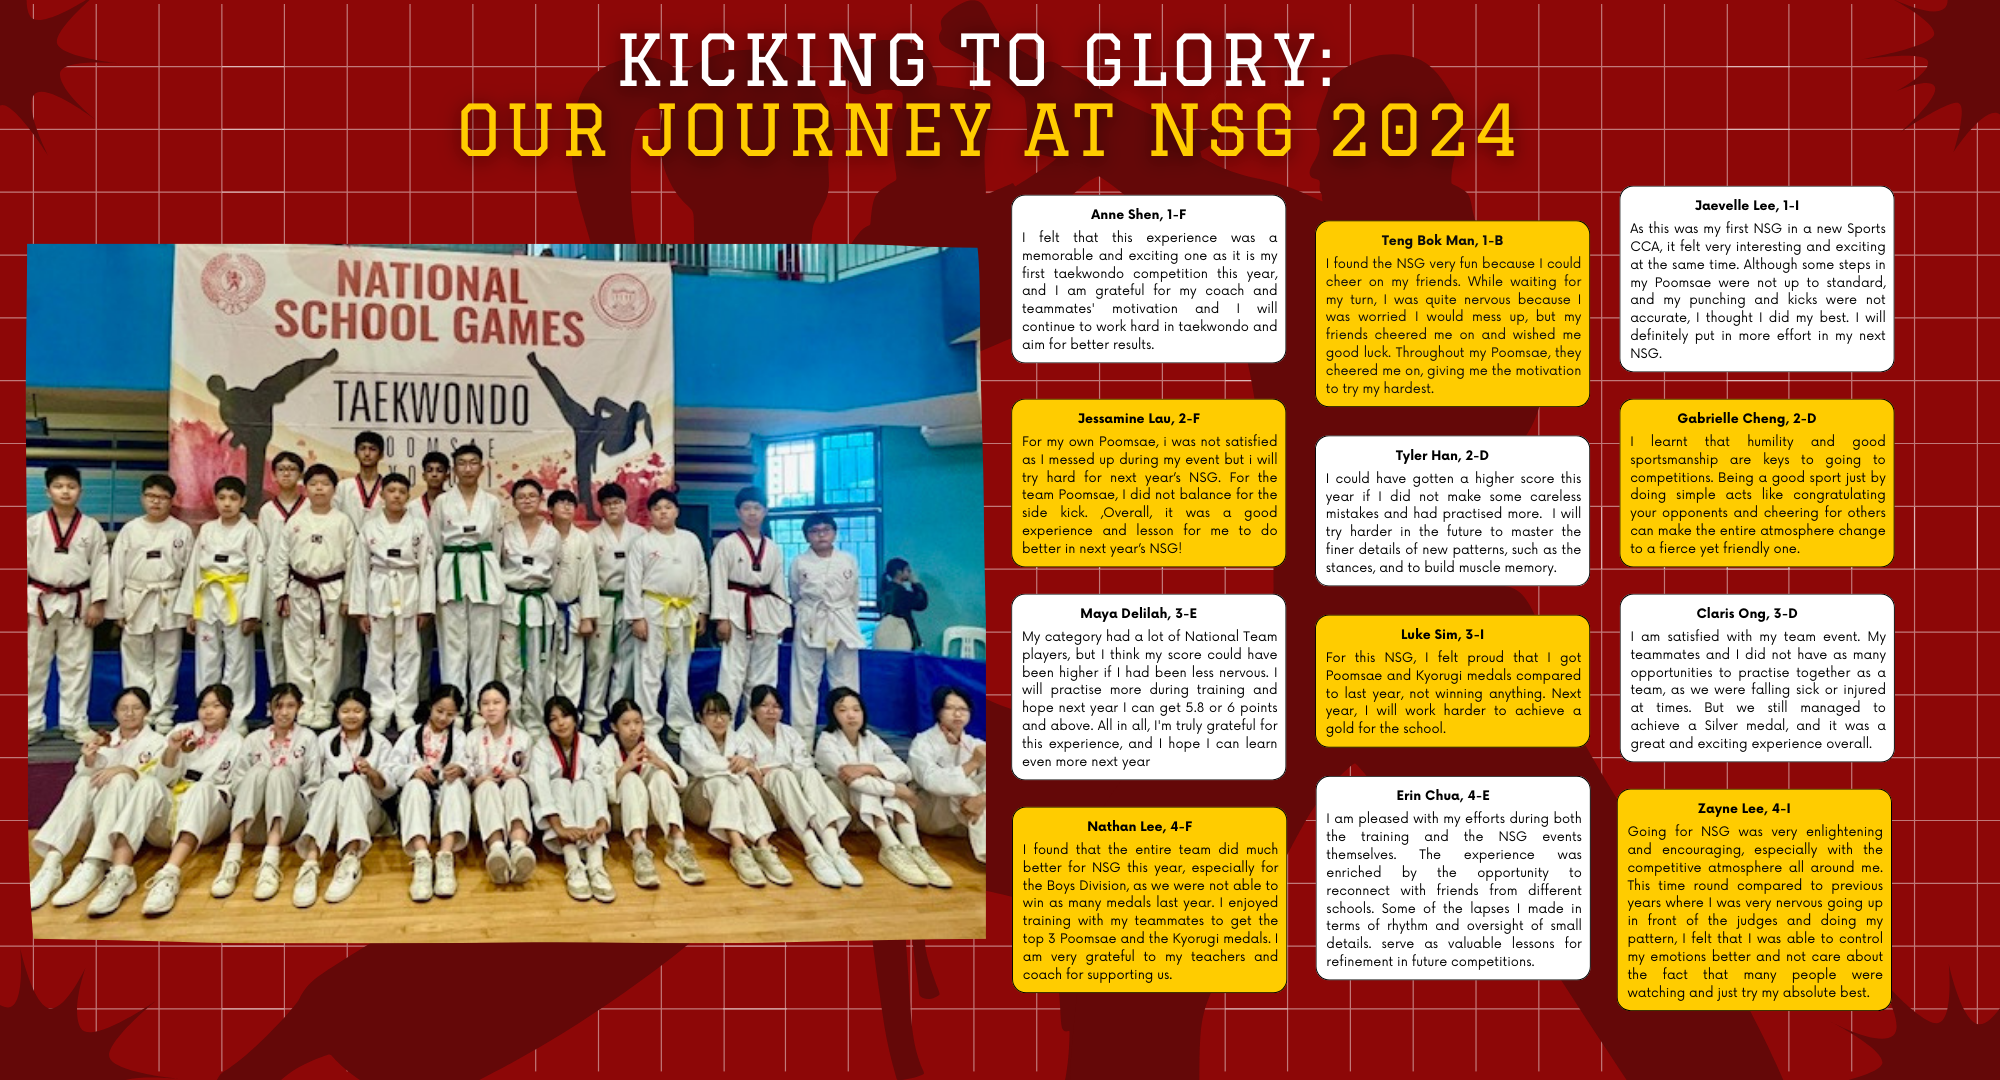 KICKING TO GLORY:
OUR JOURNEY AT NSG 2024
NATIONAL
SCHOOL GAMES
TAEKWONDO
Anne Shen, 1-F
I felt that this experience was a
memorable and exciting one as it is my
first taekwondo competition this year,
and I am grateful for my coach and
teammates' motivation and I will
continue to work hard in taekwondo and
aim for better results.
Teng Bok Man, 1-B
I found the NSG very fun because I could
cheer on my friends. While waiting for
my turn, I was quite nervous because I
was worried I would mess up, but my
friends cheered me on and wished me
good luck. Throughout my Poomsae, they
cheered me on, giving me the motivation
to try my hardest.
Jaevelle Lee, 1-I
As this was my first NSG in a new Sports
CCA, it felt very interesting and exciting
at the same time. Although some steps in
my Poomsae were not up to standard,
and my punching and kicks were not
accurate, I thought I did my best. I will
definitely put in more effort in my next
NSG.
Jessamine Lau, 2-F
For my own Poomsae, i was not satisfied
as I messed up during my event but i will
try hard for next year's NSG. For the
team Poomsae, I did not balance for the
side kick. ,Overall, it was a good
experience and lesson for me to do
better in next year's NSG!
Tyler Han, 2-D
I could have gotten a higher score this
year if I did not make some careless
mistakes and had practised more. I will
try harder in the future to master the
finer details of new patterns, such as the
stances, and to build muscle memory.
Gabrielle Cheng, 2-D
I learnt that humility and good
sportsmanship are keys to going to
competitions. Being a good sport just by
doing simple acts like congratulating
your opponents and cheering for others
can make the entire atmosphere change
to a fierce yet friendly one.
Maya Delilah, 3-E
My category had a lot of National Team
players, but I think my score could have
been higher if I had been less nervous. I
will practise more during training and
hope next year I can get 5.8 or 6 points
and above. All in all, I'm truly grateful for
this experience, and I hope I can learn
even more next year
Luke Sim, 3-I
For this NSG, I felt proud that I got
Poomsae and Kyorugi medals compared
to last year, not winning anything. Next
year, I will work harder to achieve a
gold for the school.
Claris Ong, 3-D
I am satisfied with my team event. My
teammates and I did not have as many
opportunities to practise together as a
team, as we were falling sick or injured
at times. But we still managed to
achieve a Silver medal, and it was a
great and exciting experience overall.
Nathan Lee, 4-F
I found that the entire team did much
better for NSG this year, especially for
the Boys Division, as we were not able to
win as many medals last year. I enjoyed
training with my teammates to get the
top 3 Poomsae and the Kyorugi medals. I
am very grateful to my teachers and
coach for supporting us.
Erin Chua, 4-E
I am pleased with my efforts during both
the training and the NSG events
themselves. The experience was
enriched by the opportunity to
reconnect with friends from different
schools. Some of the lapses I made in
terms of rhythm and oversight of small
details. serve as valuable lessons for
refinement in future competitions.
Zayne Lee, 4-I
Going for NSG was very enlightening
and encouraging, especially with the
competitive atmosphere all around me.
This time round compared to previous
years where I was very nervous going up
in front of the judges and doing my
pattern, I felt that I was able to control
my emotions better and not care about
the fact that many people were
watching and just try my absolute best.